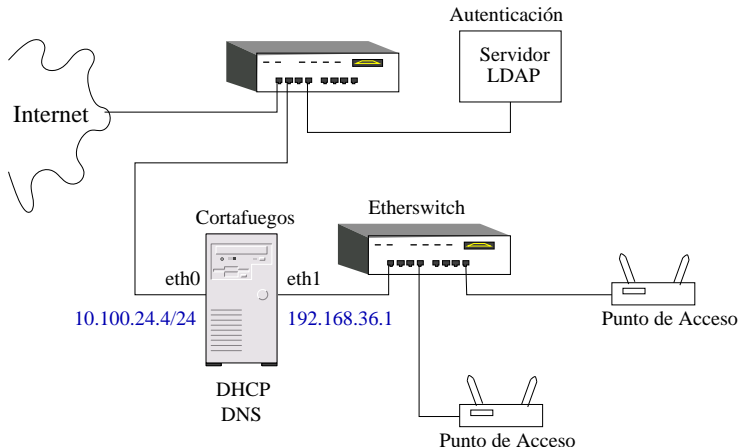 Autenticación
Servidor
LDAP
Internet
Cortafuegos
Etherswitch
eth0
eth1
10.100.24.4/24
192.168.36.1
Punto de Acceso
DHCP
DNS
Punto de Acceso